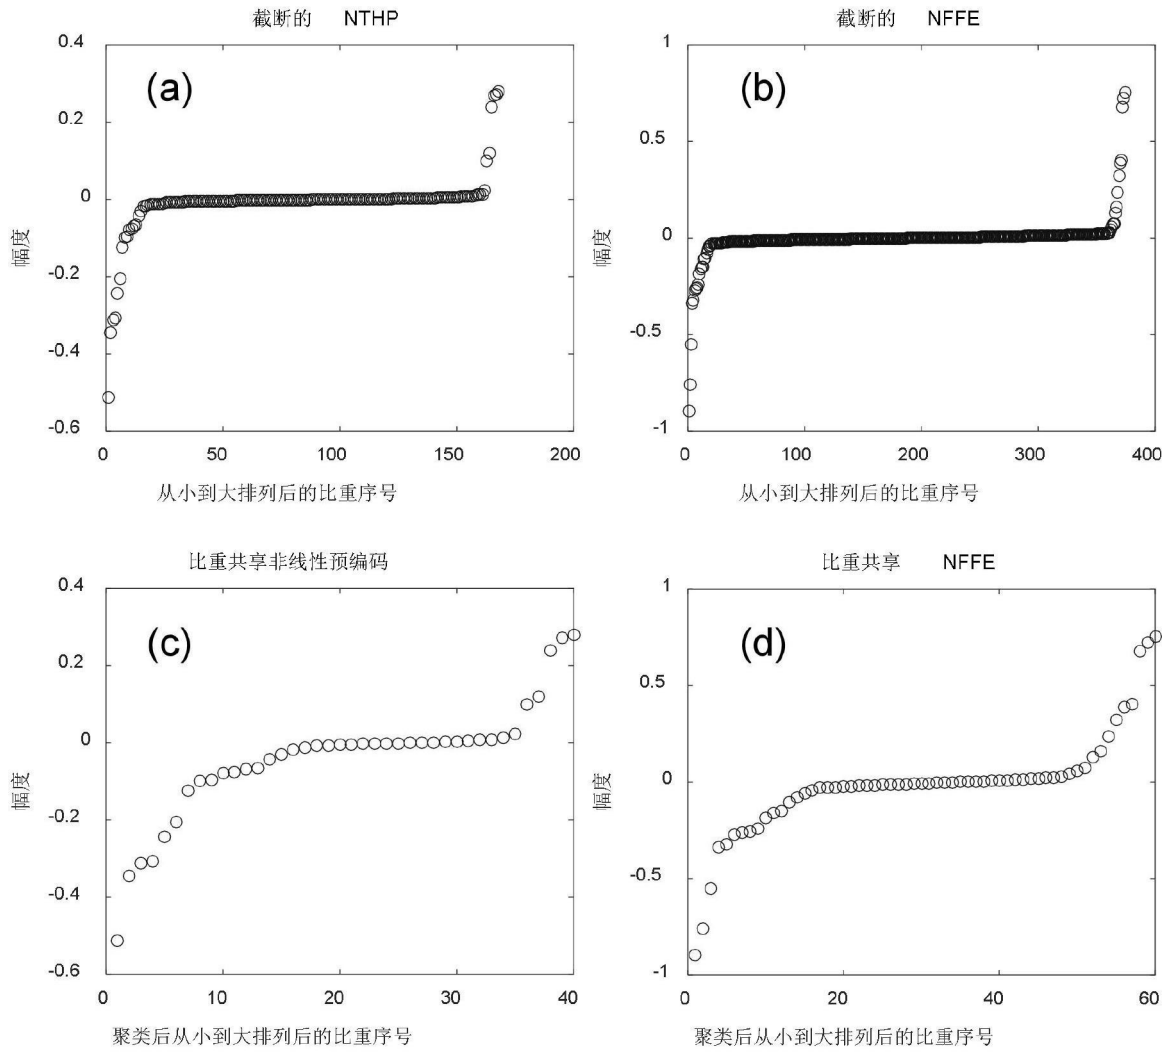 截断的 NTHP
0.4
0.2
0
-0.2
-0.4
-0.6
幅度
(a)
0 50 100 150 200
从小到大排列后的比重序号
截断的 NFFE
1
0.5
0
-0.5
-1
幅度
(b)
0 100 200 300 400
从小到大排列后的比重序号
比重共享非线性预编码
0.4
0.2
0
-0.2
-0.4
-0.6
幅度
(c)
0 10 20 30 40
聚类后从小到大排列后的比重序号
比重共享 NFFE
1
0.5
0
-0.5
-1
幅度
(d)
0 20 40 60
聚类后从小到大排列后的比重序号